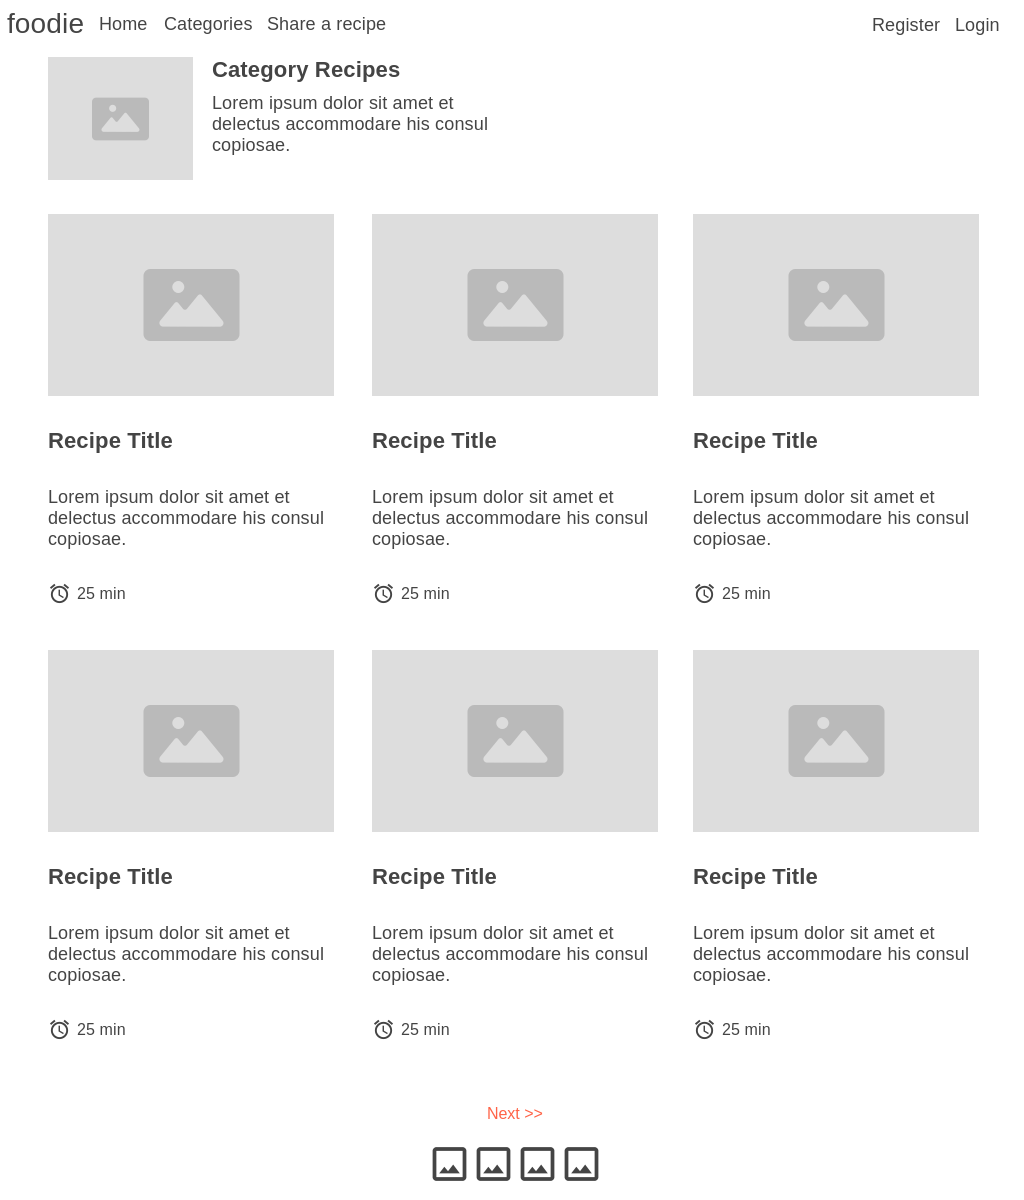 foodie Home Categories Share a recipe Register Login
Category Recipes
Lorem ipsum dolor sit amet et
delectus accommodare his consul
copiosae.
Recipe Title
Lorem ipsum dolor sit amet et
delectus accommodare his consul
copiosae.
25 min
Recipe Title
Lorem ipsum dolor sit amet et
delectus accommodare his consul
copiosae.
25 min
Recipe Title
Lorem ipsum dolor sit amet et
delectus accommodare his consul
copiosae.
25 min
Recipe Title
Lorem ipsum dolor sit amet et
delectus accommodare his consul
copiosae.
25 min
Recipe Title
Lorem ipsum dolor sit amet et
delectus accommodare his consul
copiosae.
25 min
Recipe Title
Lorem ipsum dolor sit amet et
delectus accommodare his consul
copiosae.
25 min
Next >>